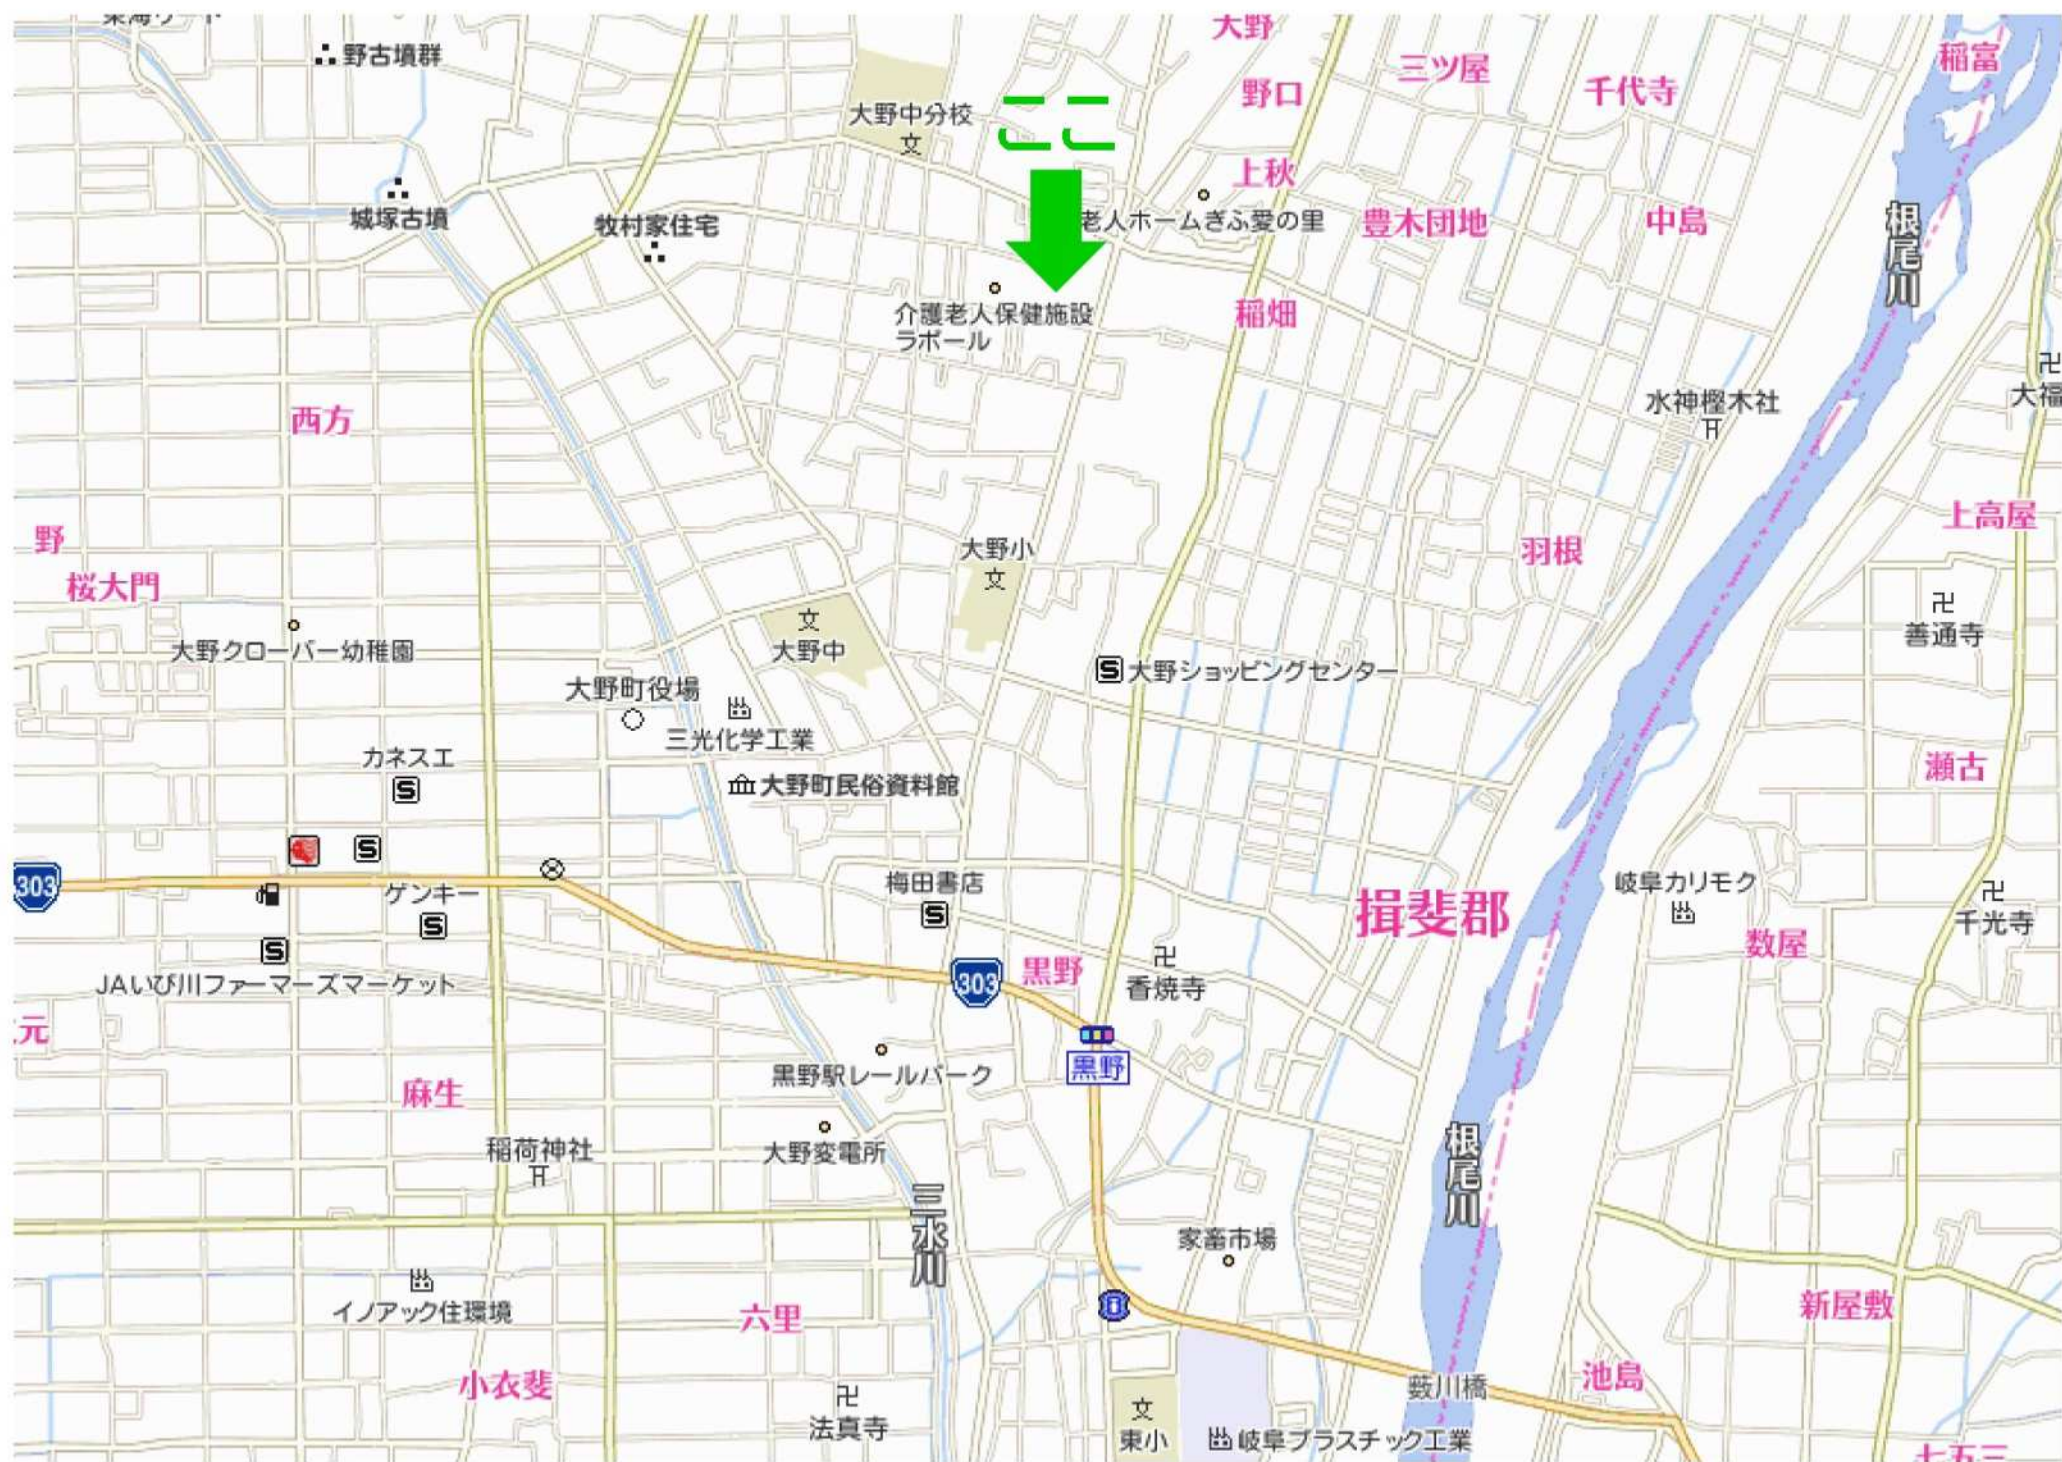 野古墳群
大野
三ツ屋
稲富
野口
千代寺
大野中分校
ここ
上秋
城塚古墳
牧村家住宅
老人ホームぎふ愛の里
豊木団地
中島
根尾川
介護老人保健施設
ラポール
稲畑
水神樫木社
大福
西方
上高屋
野
大野小
羽根
桜大門
善通寺
大野クローバー幼稚園
大野中
大野ショッピングセンター
大野町役場
三光化学工業
カネスエ
大野町民俗資料館
瀬古
303
ゲンキー
梅田書店
揖斐郡
岐阜カリモク
千光寺
数屋
JAいび川ファーマーズマーケット
303
黒野
香焼寺
元
黒野
黒野駅レールパーク
麻生
稲荷神社
大野変電所
根尾川
三水川
家畜市場
イノアック住環境
六里
新屋敷
小衣斐
池島
薮川橋
法真寺
東小
岐阜プラスチック工業
七五三